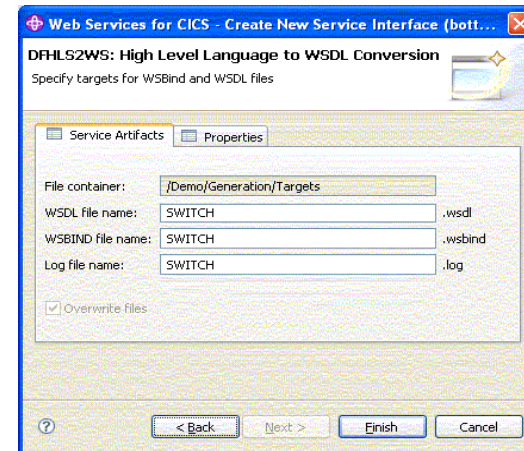 Web Services for CICS - Create New Service Interface (bott...
DFHLS2WS: High Level Language to WSDL Conversion
Specify targets for WSBind and WSDL files
Service Artifacts Properties
File container: /Demo/Generation/Targets
WSDL file name: SWITCH .wsdl
WSBIND file name: SWITCH .wsbind
Log file name: SWITCH .log
Overwrite files
? < Back Next > Finish Cancel